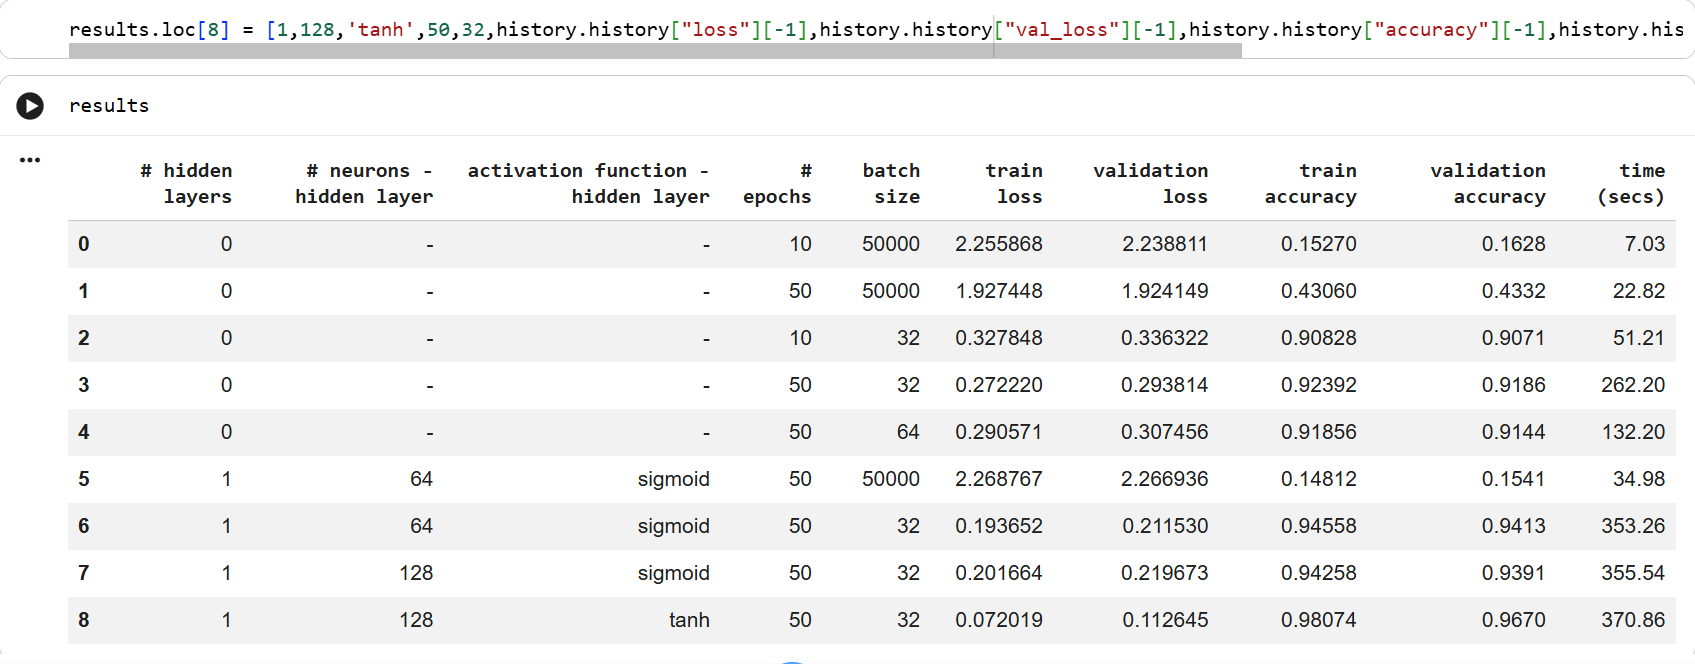 results.loc[8] = [1,128,'tanh',50,32,history.history["loss"][-1],history.history["val_loss"][-1],history.history["accuracy"][-1],history.his
results
# hidden layers # neurons - hidden layer activation function - hidden layer # epochs batch size train loss validation loss train accuracy validation accuracy time (secs)
0 0 - - 10 50000 2.255868 2.238811 0.15270 0.1628 7.03
1 0 - - 50 50000 1.927448 1.924149 0.43060 0.4332 22.82
2 0 - - 10 32 0.327848 0.336322 0.90828 0.9071 51.21
3 0 - - 50 32 0.272220 0.293814 0.92392 0.9186 262.20
4 0 - - 50 64 0.290571 0.307456 0.91856 0.9144 132.20
5 1 64 sigmoid 50 50000 2.268767 2.266936 0.14812 0.1541 34.98
6 1 64 sigmoid 50 32 0.193652 0.211530 0.94558 0.9413 353.26
7 1 128 sigmoid 50 32 0.201664 0.219673 0.94258 0.9391 355.54
8 1 128 tanh 50 32 0.072019 0.112645 0.98074 0.9670 370.86